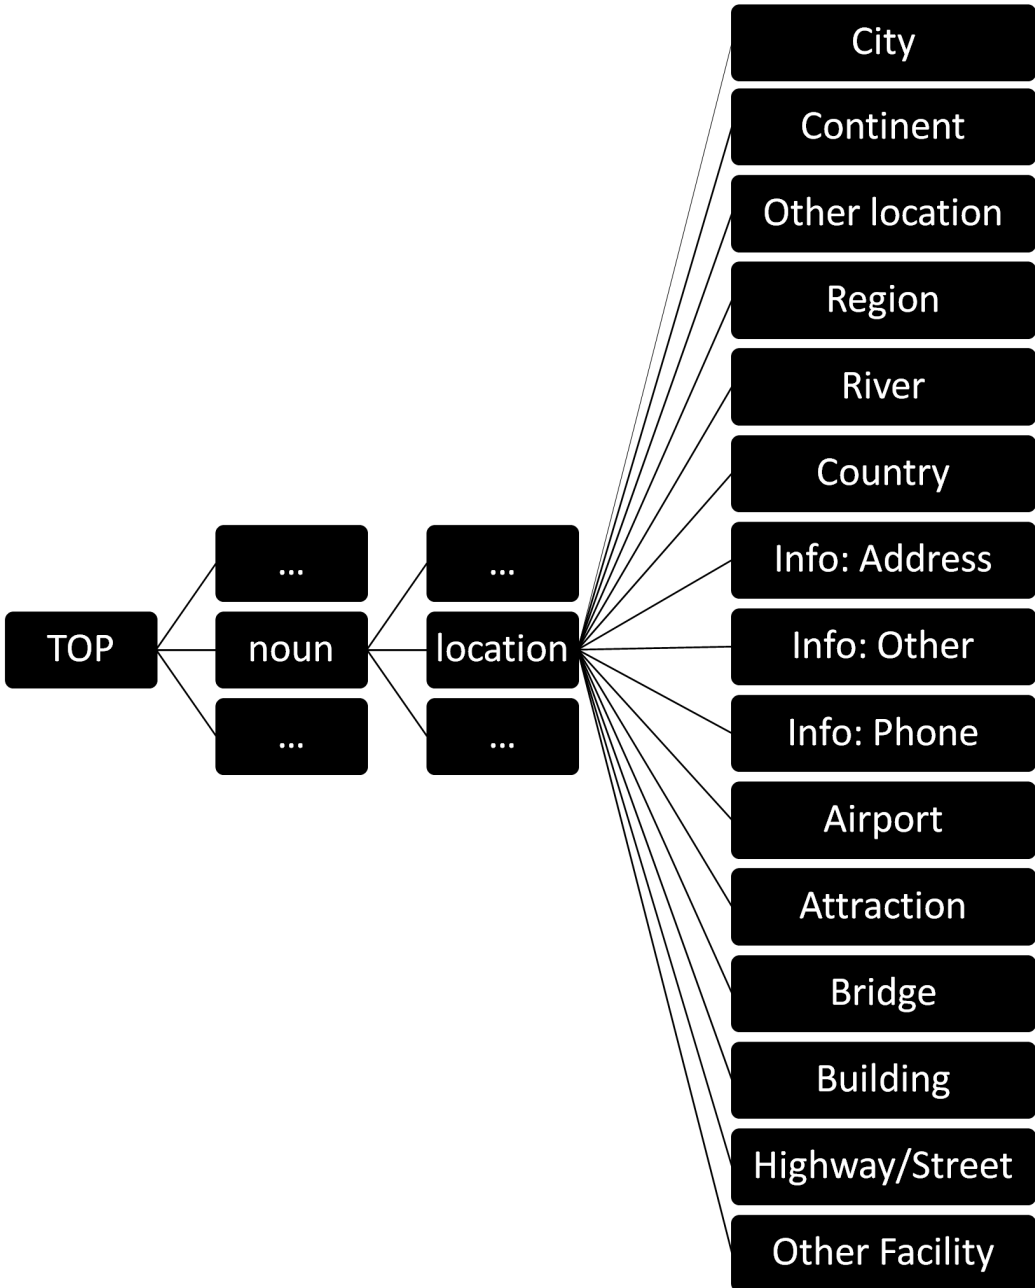 TOP
...
noun
...
...
location
...
City
Continent
Other location
Region
River
Country
Info: Address
Info: Other
Info: Phone
Airport
Attraction
Bridge
Building
Highway/Street
Other Facility